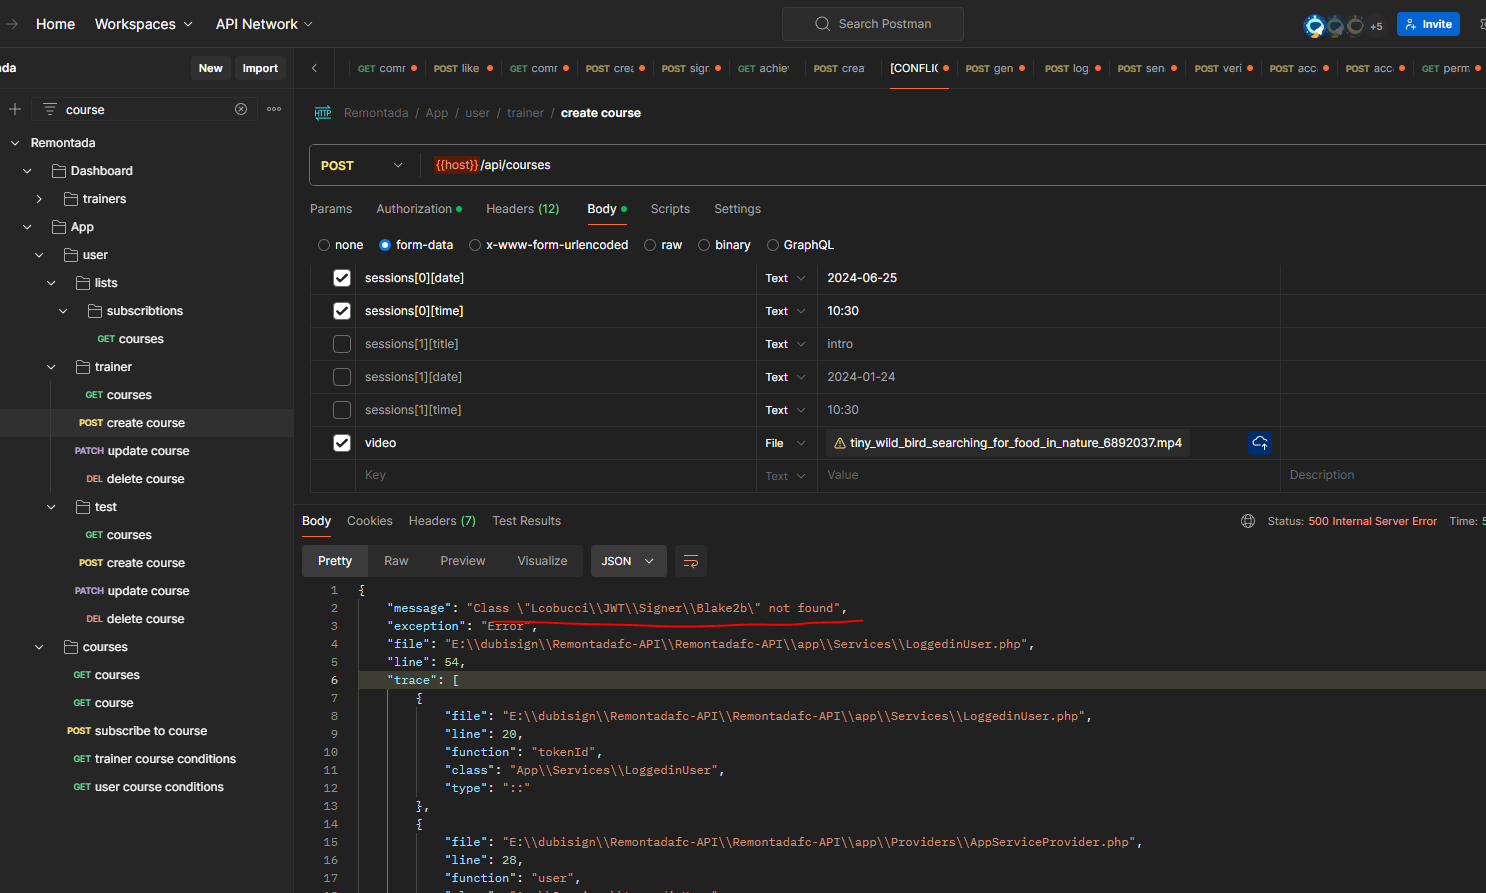 Home Workspaces API Network Search Postman +5 Invite
da New Import GET comr POST like GET comr POST crea POST sign GET achiev POST crea [CONFLIC POST gen POST log POST sen POST veri POST acc POST acc GET perm
course Remontada / App / user / trainer / create course
Remontada
Dashboard
trainers
App
user
lists
subscribtions
GET courses
trainer
GET courses
POST create course
PATCH update course
DEL delete course
test
GET courses
POST create course
PATCH update course
DEL delete course
courses
GET courses
GET course
POST subscribe to course
GET trainer course conditions
GET user course conditions
HTTP
POST {{host}}/api/courses
Params Authorization Headers (12) Body Scripts Settings
none form-data x-www-form-urlencoded raw binary GraphQL
sessions[0][date] Text 2024-06-25
sessions[0][time] Text 10:30
sessions[1][title] Text intro
sessions[1][date] Text 2024-01-24
sessions[1][time] Text 10:30
video File tiny_wild_bird_searching_for_food_in_nature_6892037.mp4
Key Text Value Description
Body Cookies Headers (7) Test Results Status: 500 Internal Server Error Time: 5
Pretty Raw Preview Visualize JSON
1 {
2 "message": "Class \"Lcobucci\\JWT\\Signer\\Blake2b\" not found",
3 "exception": "Error",
4 "file": "E:\\dubisign\\Remontadafc-API\\Remontadafc-API\\app\\Services\\LoggedinUser.php",
5 "line": 54,
6 "trace": [
7 {
8 "file": "E:\\dubisign\\Remontadafc-API\\Remontadafc-API\\app\\Services\\LoggedinUser.php",
9 "line": 20,
10 "function": "tokenId",
11 "class": "App\\Services\\LoggedinUser",
12 "type": "::"
13 },
14 {
15 "file": "E:\\dubisign\\Remontadafc-API\\Remontadafc-API\\app\\Providers\\AppServiceProvider.php",
16 "line": 28,
17 "function": "user",